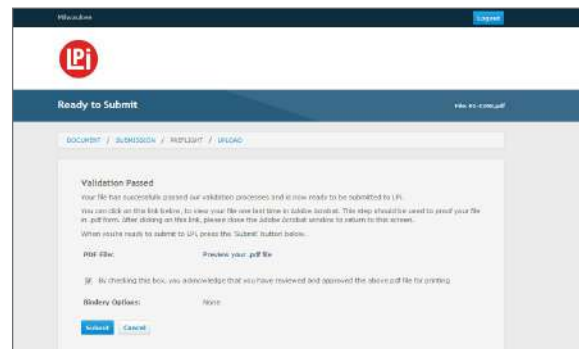 Milwaukee
Logout
LPi
Ready to Submit
DOCUMENT / SUBMISSION / PREFLIGHT / UPLOAD
Validation Passed
Your file has successfully passed our validation processes and is now ready to be submitted to LPi.
You can click on this link below, to view your file one last time in Adobe Acrobat. This step should be used to proof your file
in .pdf form. After clicking on this link, please close the Adobe Acrobat window to return to this screen.
When you're ready to submit to LPi, press the 'Submit' button below.
PDF File:
Preview your .pdf file
By checking this box, you acknowledge that you have reviewed and approved the above pdf file for printing
Bindery Options:
None
Submit
Cancel